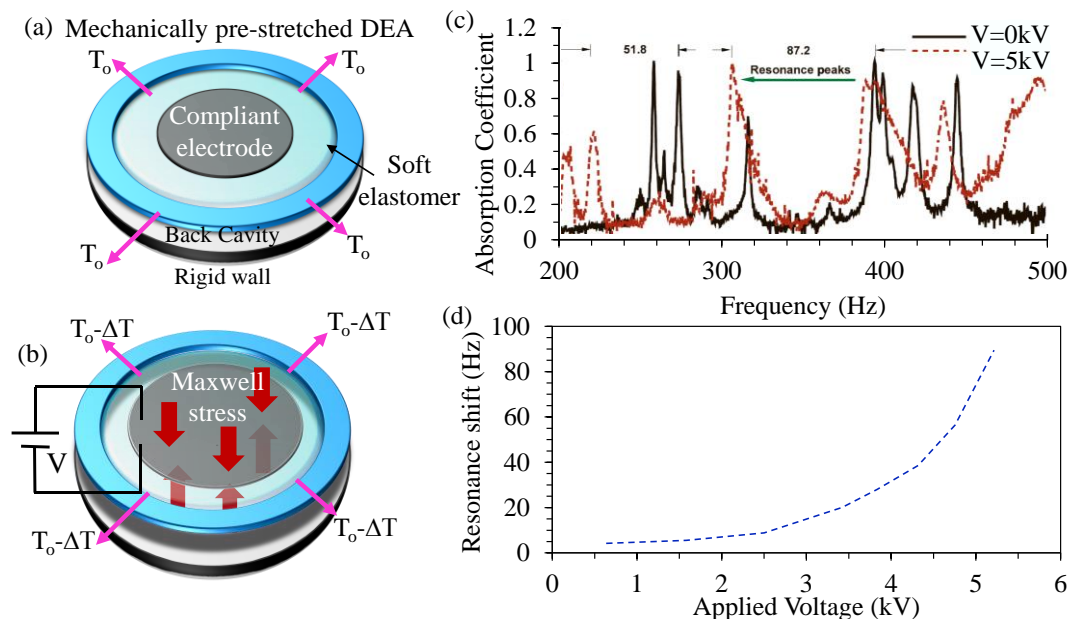 (a) Mechanically pre-stretched DEA
Tₒ
Tₒ
Compliant
electrode
Soft
elastomer
Tₒ
Back Cavity
Tₒ
Rigid wall
(b)
Tₒ-ΔT
Tₒ-ΔT
Maxwell
stress
V
Tₒ-ΔT
Tₒ-ΔT
(c)
Absorption Coefficient
1
0.8
0.6
0.4
0.2
0
51.8
87.2
Resonance peaks
V=0kV
V=5kV
200
300
400
500
Frequency (Hz)
(d)
Resonance shift (Hz)
100
80
60
40
20
0
0
1
2
3
4
5
6
Applied Voltage (kV)